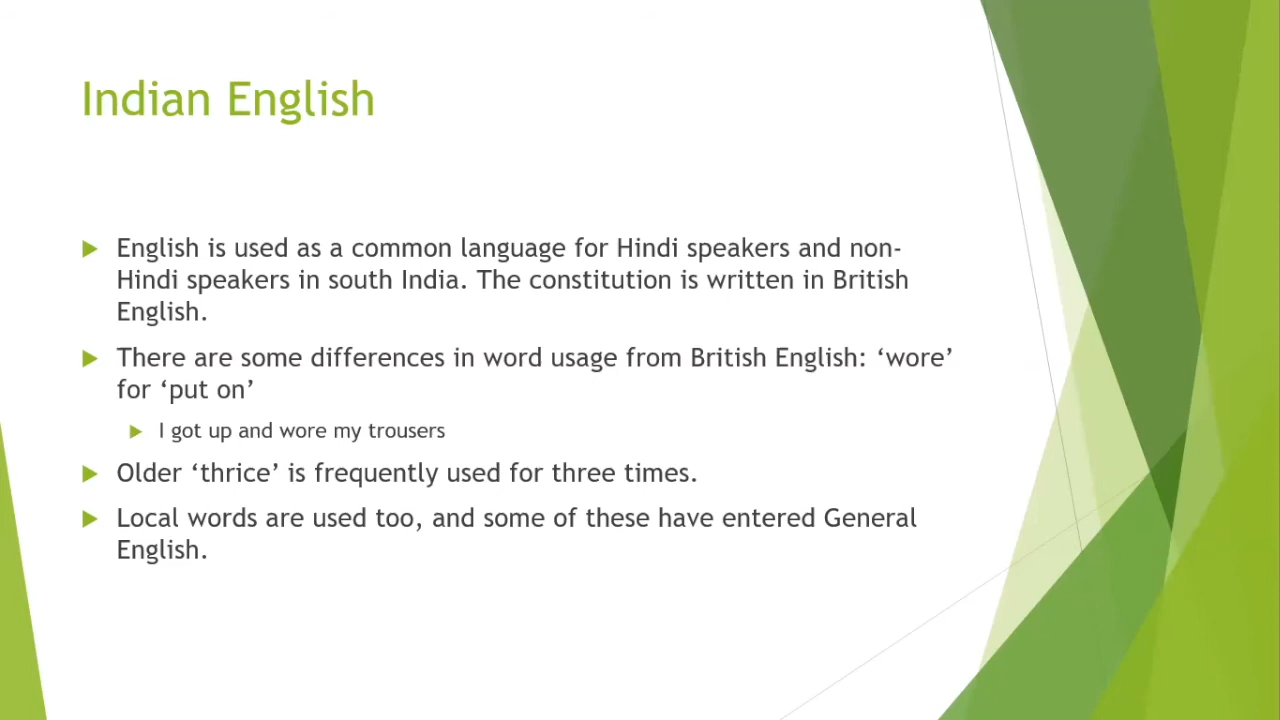 Indian English
English is used as a common language for Hindi speakers and non-
Hindi speakers in south India. The constitution is written in British
English.
There are some differences in word usage from British English: ‘wore’
for ‘put on’
I got up and wore my trousers
Older ‘thrice’ is frequently used for three times.
Local words are used too, and some of these have entered General
English.